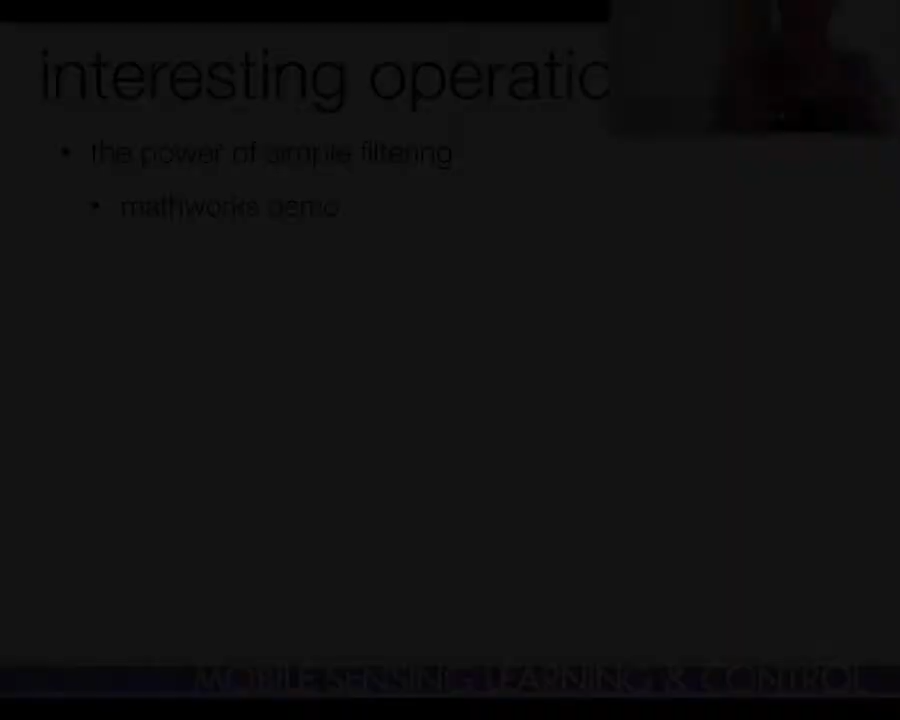 interesting operatio
• the power of simple filtering
• mathworks demo
MOBILE SENSING LEARNING & CONTROL